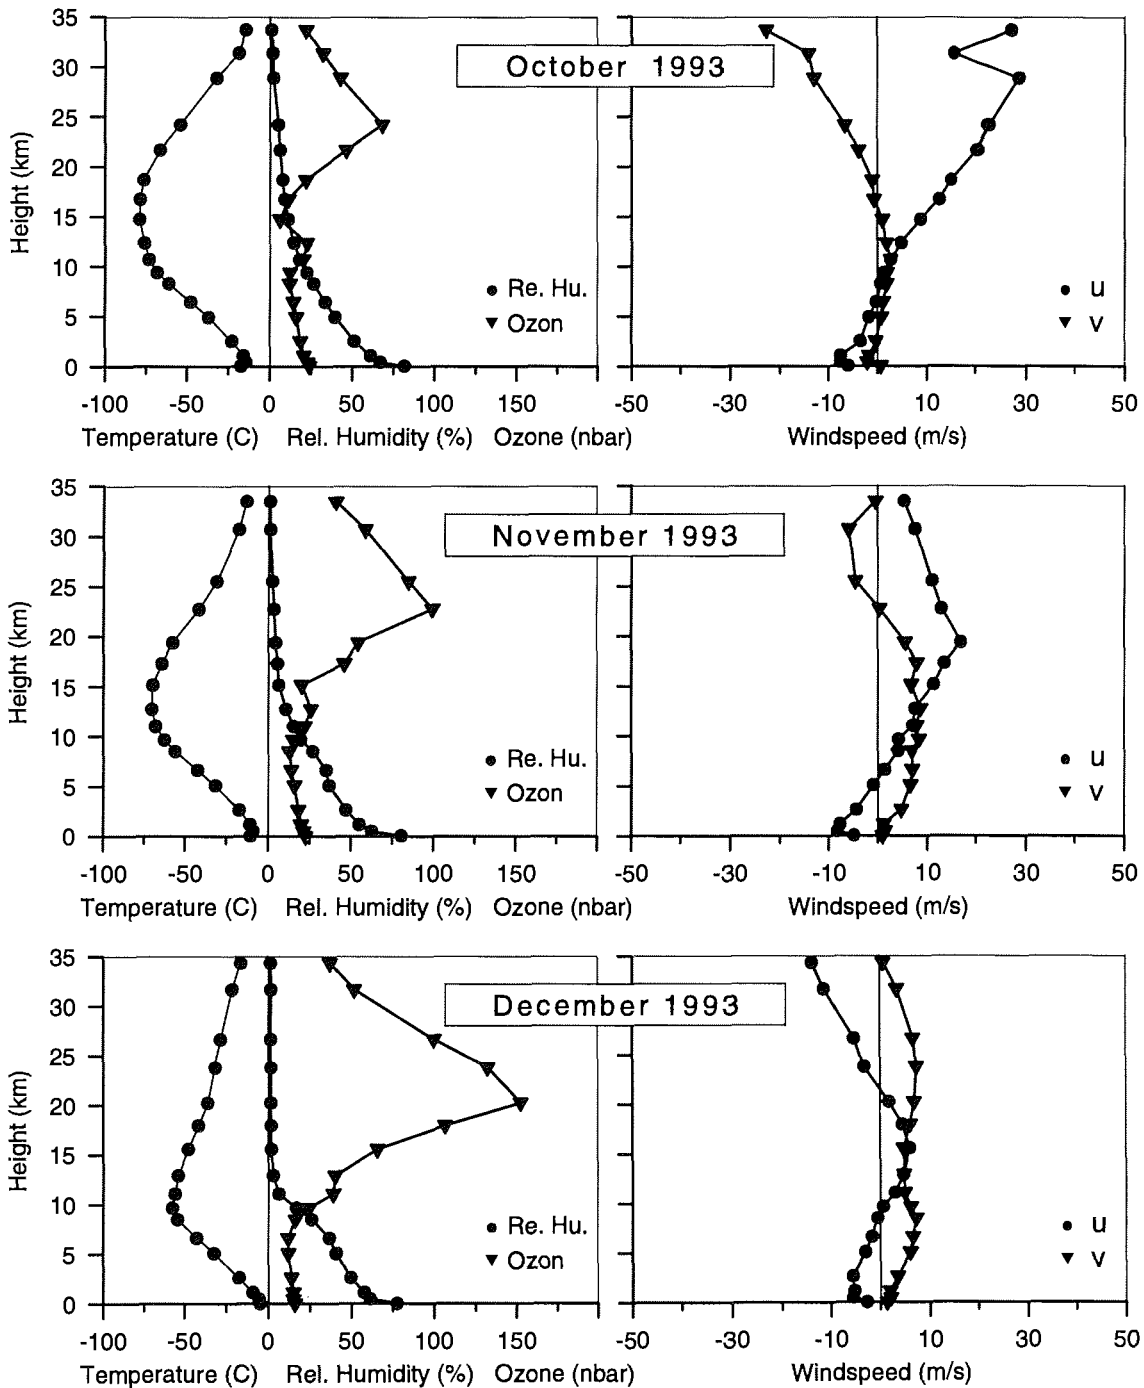 October 1993
Height (km)
35
30
25
20
15
10
5
0
Re. Hu.
Ozon
u
v
-100 -50 0 50 100 150
-50 -10 10 30 50
Temperature (C) Rel. Humidity (%) Ozone (nbar)
Windspeed (m/s)
November 1993
Height (km)
35
30
25
20
15
10
5
0
Re. Hu.
Ozon
u
v
-100 -50 0 50 100 150
-50 -10 10 30 50
Temperature (C) Rel. Humidity (%) Ozone (nbar)
Windspeed (m/s)
December 1993
Height (km)
35
30
25
20
15
10
5
0
Re. Hu.
Ozon
u
v
-100 -50 0 50 100 150
-50 -10 10 30 50
Temperature (C) Rel. Humidity (%) Ozone (nbar)
Windspeed (m/s)